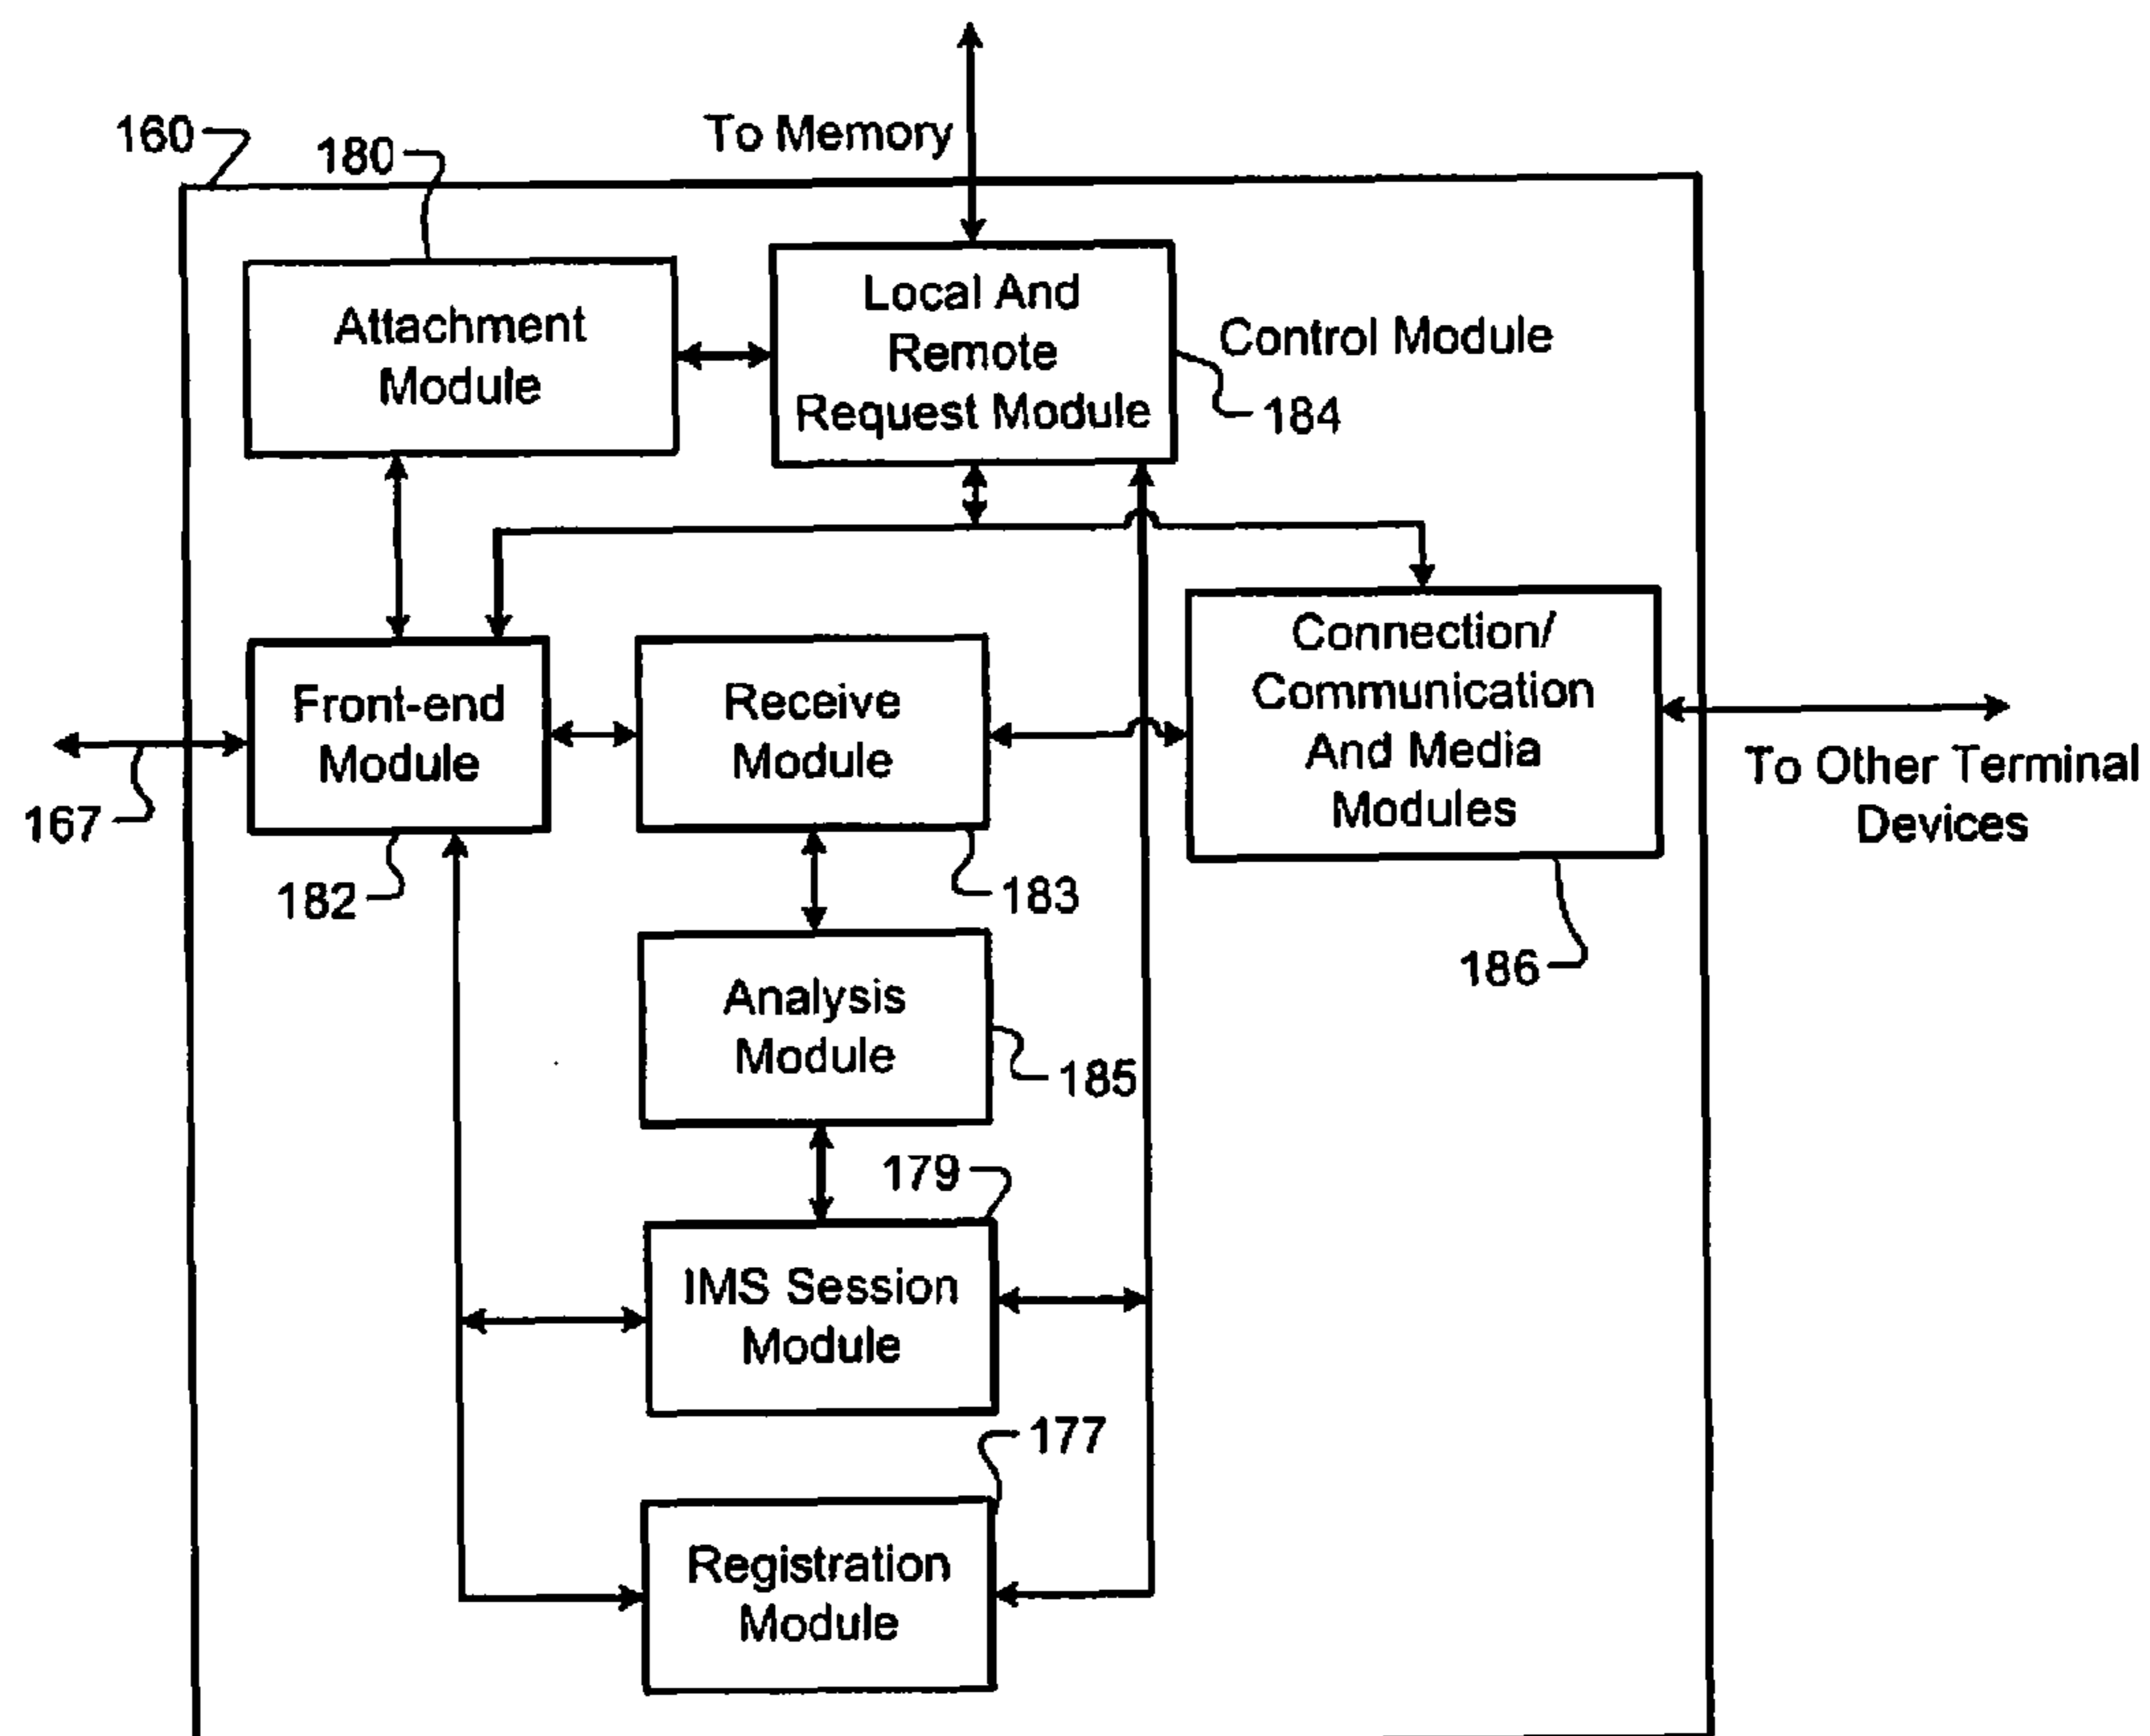 To Memory
160
180
Attachment
Module
Local And
Remote
Request Module
Control Module
184
Front-end
Module
Receive
Module
Connection/
Communication
And Media
Modules
To Other Terminal
Devices
167
182
183
186
Analysis
Module
185
179
IMS Session
Module
177
Registration
Module